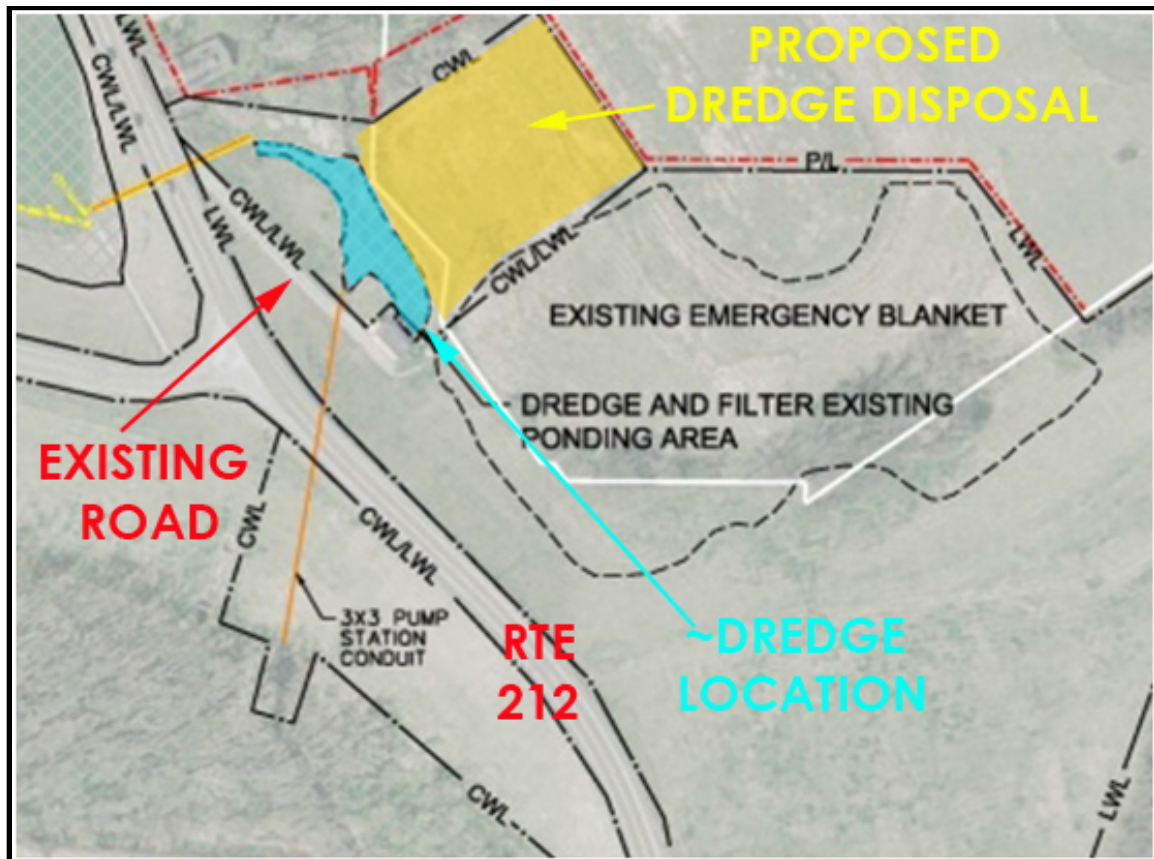 PROPOSED
DREDGE DISPOSAL
LWL
CWL
CWL/LWL
P/L
CWL/LWL
LWL
CWL/LWL
LWL
EXISTING EMERGENCY BLANKET
DREDGE AND FILTER EXISTING
PONDING AREA
EXISTING
ROAD
CWL
CWL/LWL
3X3 PUMP
STATION
CONDUIT
RTE
212
~DREDGE
LOCATION
CWL
LWL